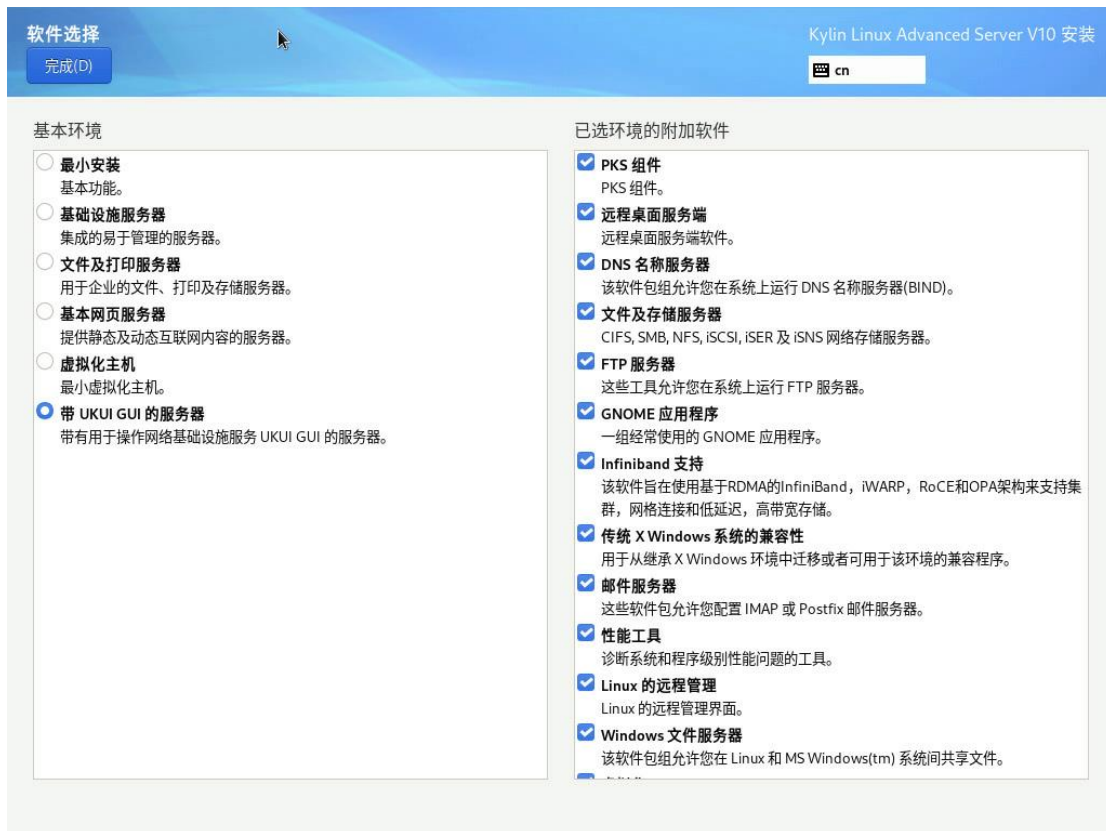 软件选择
Kylin Linux Advanced Server V10 安装
完成(D)
cn
基本环境
最小安装
基本功能。
基础设施服务器
集成的易于管理的服务器。
文件及打印服务器
用于企业的文件、打印及存储服务器。
基本网页服务器
提供静态及动态互联网内容的服务器。
虚拟化主机
最小虚拟化主机。
带 UKUI GUI 的服务器
带有用于操作网络基础设施服务 UKUI GUI 的服务器。
已选环境的附加软件
PKS 组件
PKS 组件。
远程桌面服务端
远程桌面服务端软件。
DNS 名称服务器
该软件包组允许您在系统上运行 DNS 名称服务器(BIND)。
文件及存储服务器
CIFS, SMB, NFS, iSCSI, iSER 及 iSNS 网络存储服务器。
FTP 服务器
这些工具允许您在系统上运行 FTP 服务器。
GNOME 应用程序
一组经常使用的 GNOME 应用程序。
Infiniband 支持
该软件旨在使用基于RDMA的InfiniBand，iWARP，RoCE和OPA架构来支持集
群，网格连接和低延迟，高带宽存储。
传统 X Windows 系统的兼容性
用于从继承 X Windows 环境中迁移或者可用于该环境的兼容程序。
邮件服务器
这些软件包允许您配置 IMAP 或 Postfix 邮件服务器。
性能工具
诊断系统和程序级别性能问题的工具。
Linux 的远程管理
Linux 的远程管理界面。
Windows 文件服务器
该软件包组允许您在 Linux 和 MS Windows(tm) 系统间共享文件。